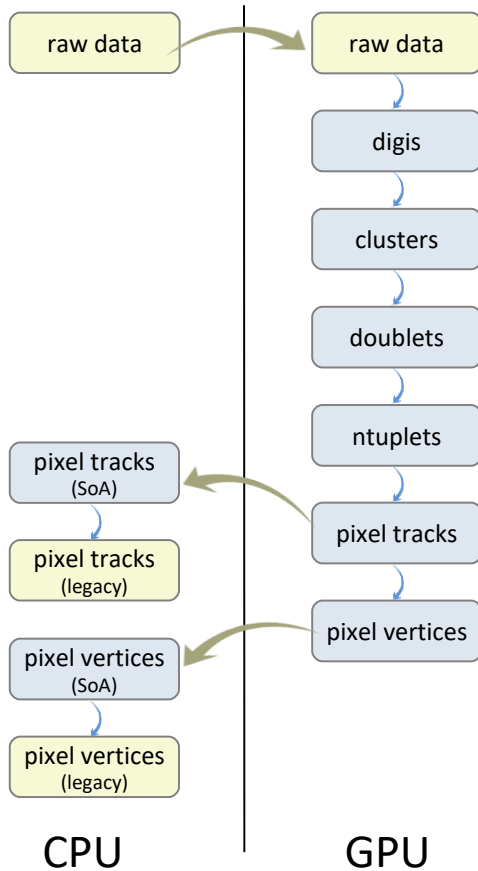 raw data
raw data
digis
clusters
doublets
ntuplets
pixel tracks
(SoA)
pixel tracks
pixel tracks
(legacy)
pixel vertices
pixel vertices
(SoA)
pixel vertices
(legacy)
CPU
GPU